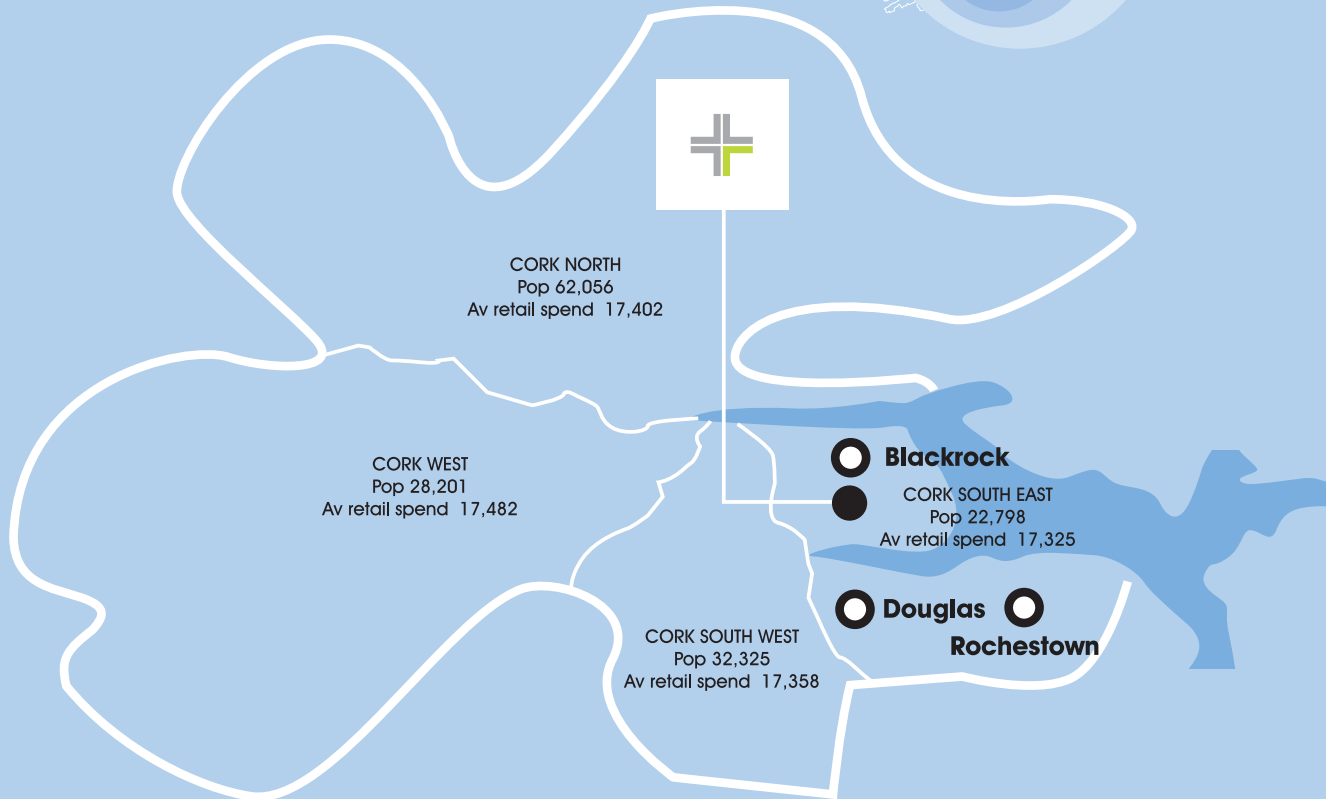 CORK NORTH
Pop 62,056
Av retail spend 17,402
Blackrock
CORK WEST
Pop 28,201
Av retail spend 17,482
CORK SOUTH EAST
Pop 22,798
Av retail spend 17,325
Douglas
Rochestown
CORK SOUTH WEST
Pop 32,325
Av retail spend 17,358